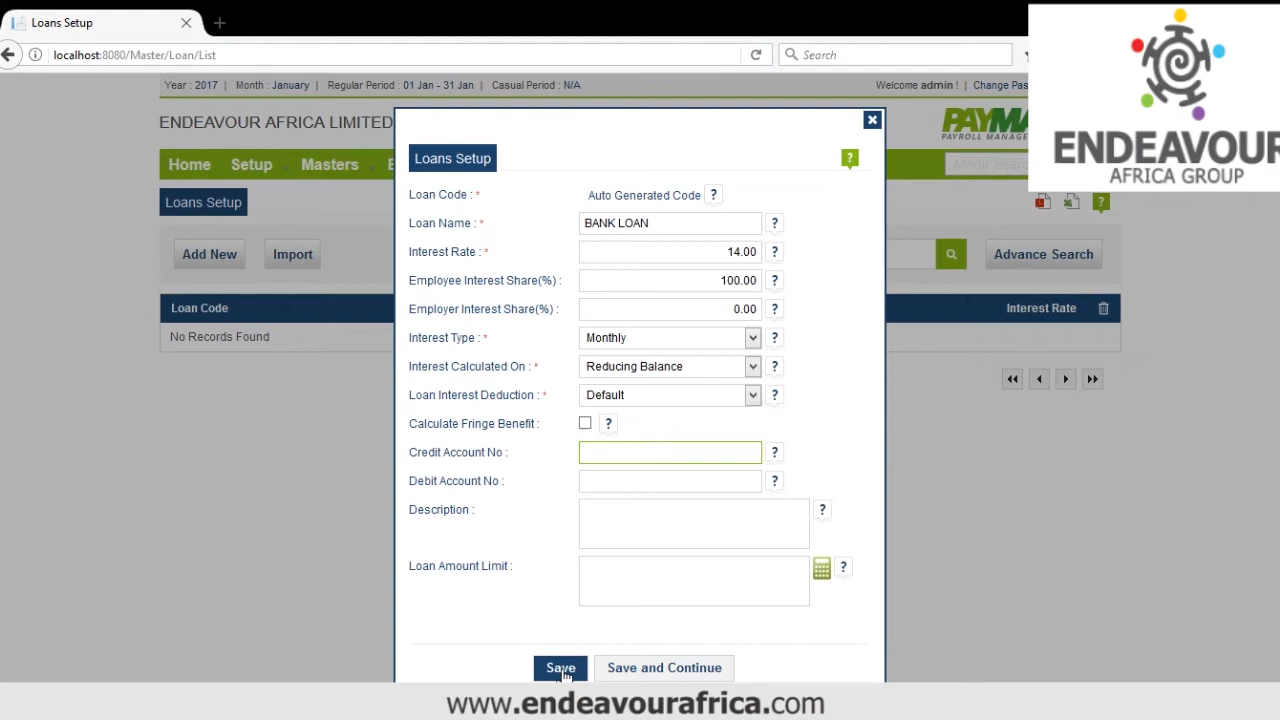 Loans Setup
localhost:8080/Master/Loan/List
Search
Year : 2017 Month : January Regular Period : 01 Jan - 31 Jan Casual Period : N/A
Welcome admin ! Change Pas
ENDEAVOUR AFRICA LIMITED
PAYMA
PAYROLL MANAGE
ENDEAVOUR
AFRICA GROUP
Home Setup Masters E
Menu Search
Loans Setup
Add New Import
Advance Search
Loan Code Interest Rate
No Records Found
Loans Setup
?
Loan Code : * Auto Generated Code ?
Loan Name : * BANK LOAN ?
Interest Rate : * 14.00 ?
Employee Interest Share(%) : 100.00 ?
Employer Interest Share(%) : 0.00 ?
Interest Type : * Monthly ?
Interest Calculated On : * Reducing Balance ?
Loan Interest Deduction : * Default ?
Calculate Fringe Benefit : ?
Credit Account No : ?
Debit Account No : ?
Description : ?
Loan Amount Limit : ?
Save Save and Continue
www.endeavourafrica.com